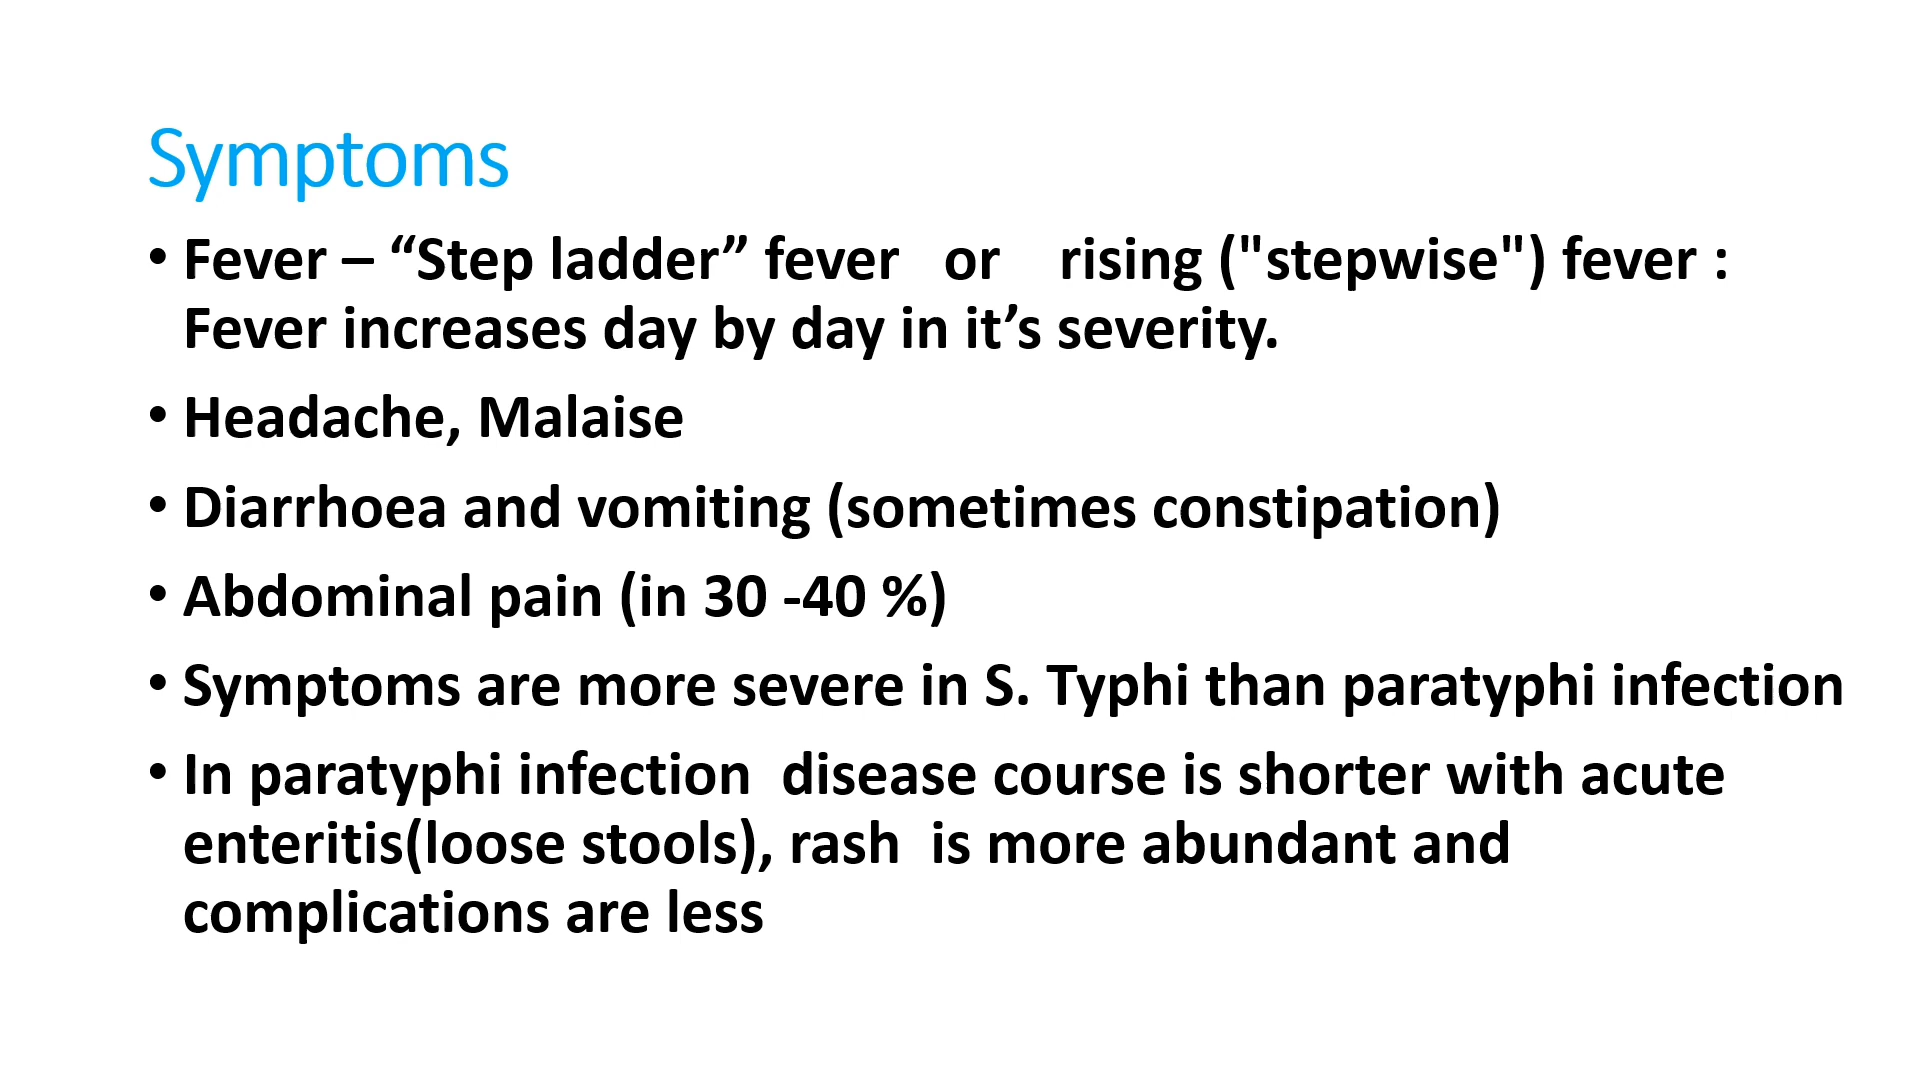 Symptoms
• Fever – “Step ladder” fever   or    rising ("stepwise") fever :
Fever increases day by day in it’s severity.
• Headache, Malaise
• Diarrhoea and vomiting (sometimes constipation)
• Abdominal pain (in 30 -40 %)
• Symptoms are more severe in S. Typhi than paratyphi infection
• In paratyphi infection  disease course is shorter with acute
enteritis(loose stools), rash  is more abundant and
complications are less